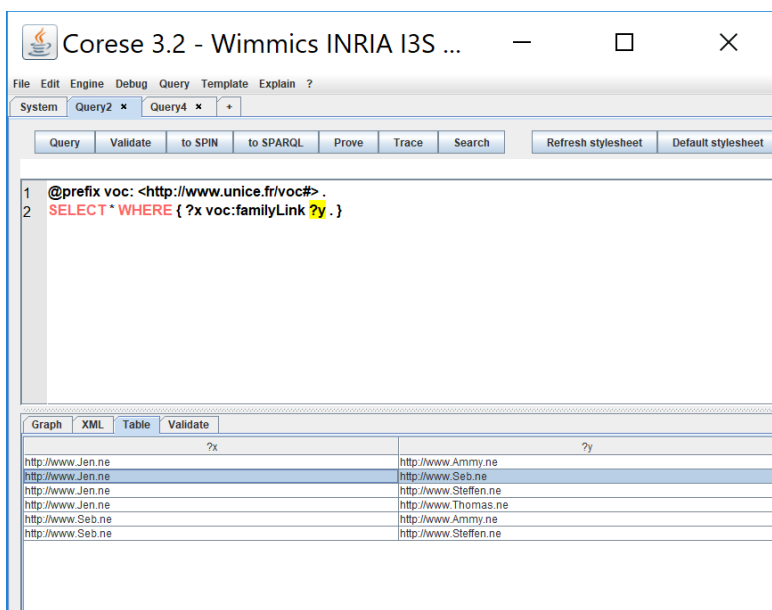 Corese 3.2 - Wimmics INRIA I3S ...
File Edit Engine Debug Query Template Explain ?
System Query2 × Query4 × +
Query Validate to SPIN to SPARQL Prove Trace Search Refresh stylesheet Default stylesheet
1 @prefix voc: <http://www.unice.fr/voc#> .
2 SELECT * WHERE { ?x voc:familyLink ?y . }
Graph XML Table Validate
?x ?y
http://www.Jen.ne http://www.Ammy.ne
http://www.Jen.ne http://www.Seb.ne
http://www.Jen.ne http://www.Steffen.ne
http://www.Jen.ne http://www.Thomas.ne
http://www.Seb.ne http://www.Ammy.ne
http://www.Seb.ne http://www.Steffen.ne